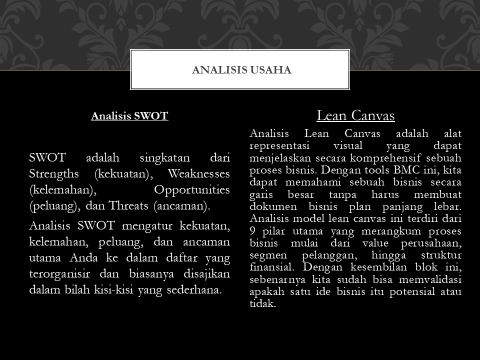 ANALISIS USAHA
Analisis SWOT
SWOT adalah singkatan dari
Strengths (kekuatan), Weaknesses
(kelemahan), Opportunities
(peluang), dan Threats (ancaman).
Analisis SWOT mengatur kekuatan,
kelemahan, peluang, dan ancaman
utama Anda ke dalam daftar yang
terorganisir dan biasanya disajikan
dalam bilah kisi-kisi yang sederhana.
Lean Canvas
Analisis Lean Canvas adalah alat
representasi visual yang dapat
menjelaskan secara komprehensif sebuah
proses bisnis. Dengan tools BMC ini, kita
dapat memahami sebuah bisnis secara
garis besar tanpa harus membuat
dokumen bisnis plan panjang lebar.
Analisis model lean canvas ini terdiri dari
9 pilar utama yang merangkum proses
bisnis mulai dari value perusahaan,
segmen pelanggan, hingga struktur
finansial. Dengan kesembilan blok ini,
sebenarnya kita sudah bisa memvalidasi
apakah satu ide bisnis itu potensial atau
tidak.